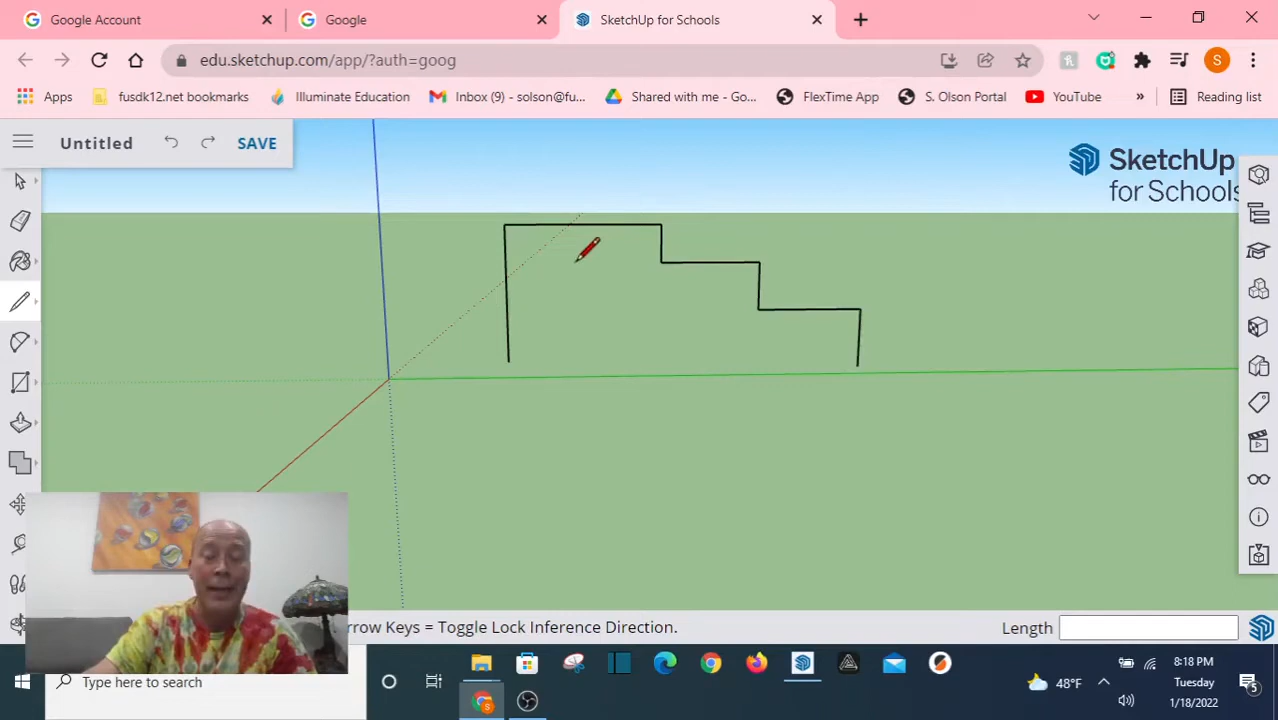 Google Account
Google
SketchUp for Schools
edu.sketchup.com/app/?auth=goog
S
Apps
fusdk12.net bookmarks
Illuminate Education
Inbox (9) - solson@fu...
Shared with me - Go...
FlexTime App
S. Olson Portal
YouTube
»
Reading list
Untitled
SAVE
SketchUp
for Schools
rrow Keys = Toggle Lock Inference Direction.
Length
Type here to search
S
48°F
8:18 PM
Tuesday
1/18/2022
5